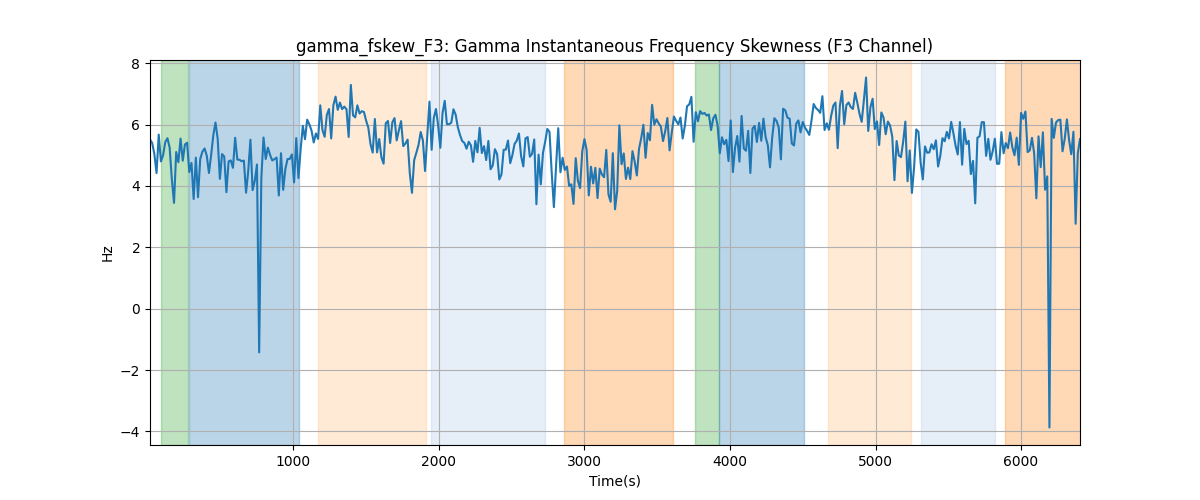 gamma_fskew_F3: Gamma Instantaneous Frequency Skewness (F3 Channel)
8
6
4
2
0
−2
−4
Hz
1000 2000 3000 4000 5000 6000
Time(s)